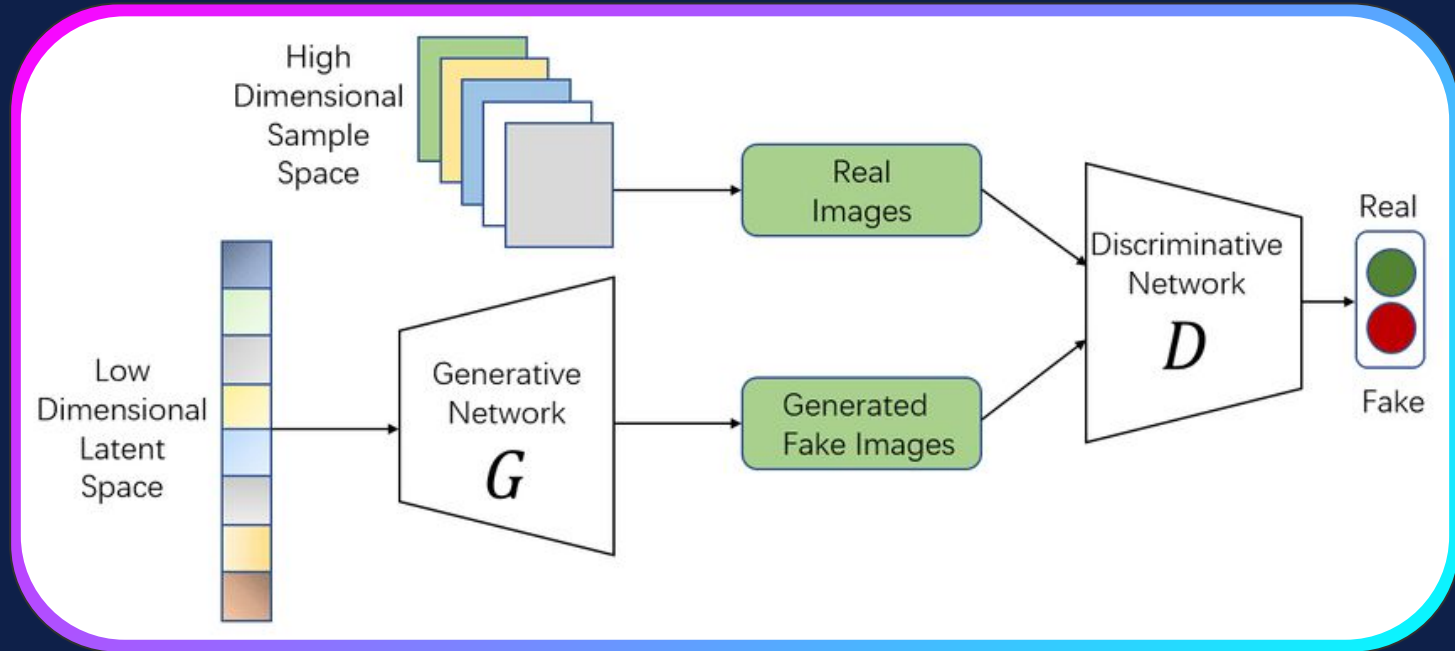 High
Dimensional
Sample
Space
Real
Images
Low
Dimensional
Latent
Space
Generative
Network
G
Generated
Fake Images
Discriminative
Network
D
Real
Fake